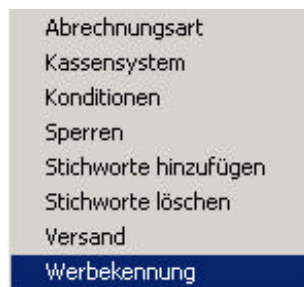 Abrechnungsart
Kassensystem
Konditionen
Sperren
Stichworte hinzufügen
Stichworte löschen
Versand
Werbekennung